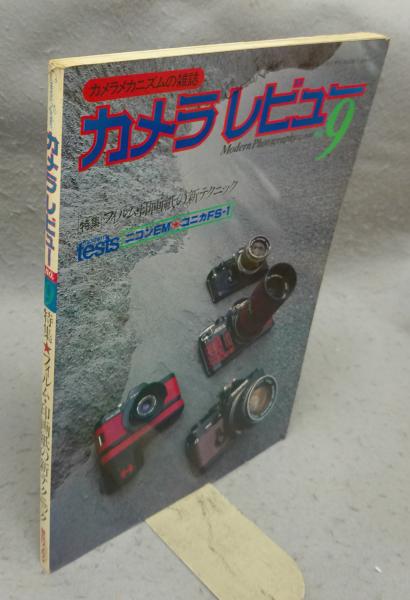 カメラメカニズムの雑誌
カメラレビュー
9
Modern Photography
特集 フィルム・印画紙の新テクニック
tests ニコンEM★コニカFS-1
カメラレビュー
9
特集★フィルム・印画紙の新テクニック